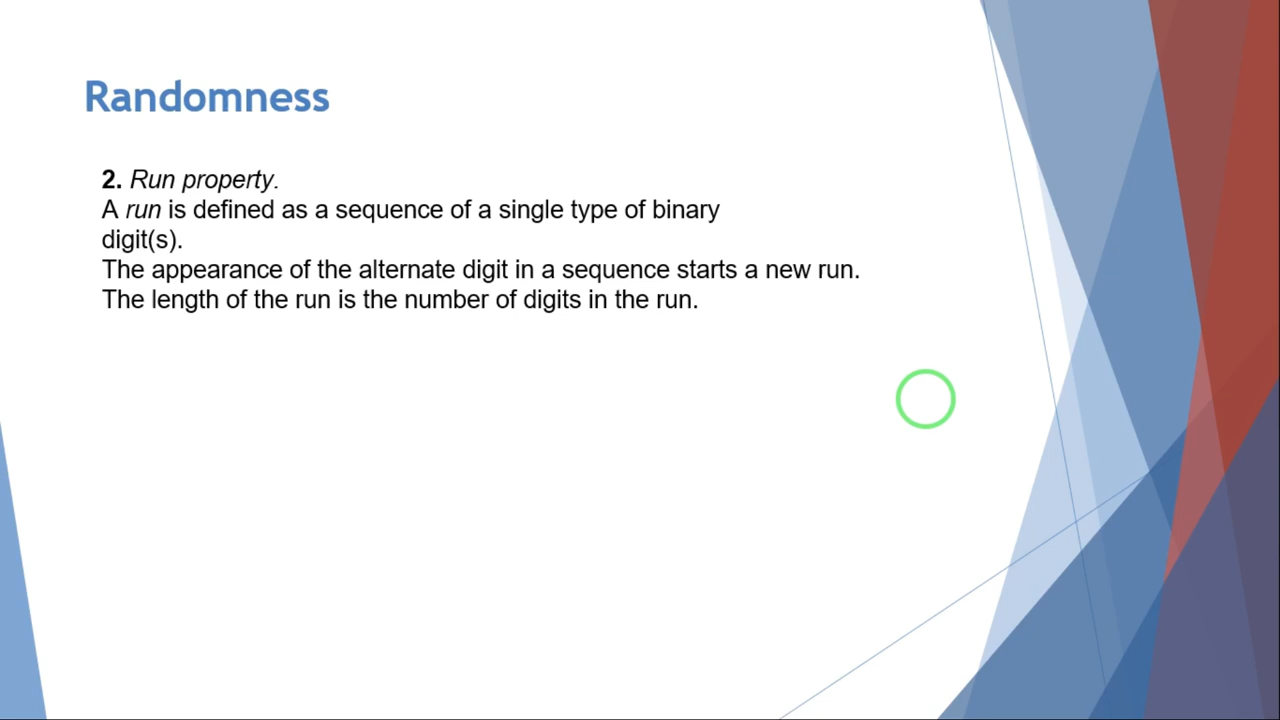 Randomness
2. Run property.
A run is defined as a sequence of a single type of binary
digit(s).
The appearance of the alternate digit in a sequence starts a new run.
The length of the run is the number of digits in the run.